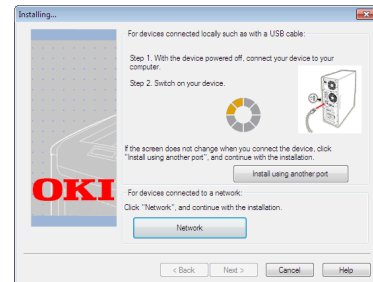 Installing...
For devices connected locally such as with a USB cable:
Step 1. With the device powered off, connect your device to your
computer.
Step 2. Switch on your device.
If the screen does not change when you connect the device, click
"Install using another port", and continue with the installation.
Install using another port
OKI
For devices connected to a network:
Click "Network", and continue with the installation.
Network
< Back
Next >
Cancel
Help